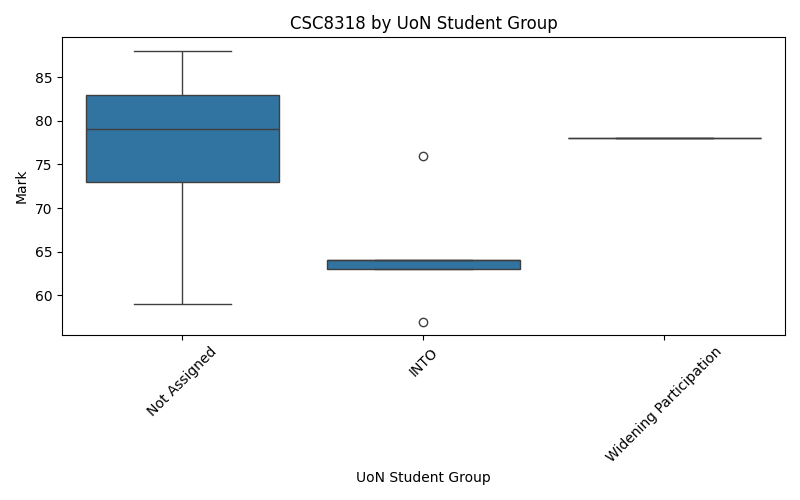 CSC8318 by UoN Student Group
Mark
85
80
75
70
65
60
Not Assigned
INTO
Widening Participation
UoN Student Group